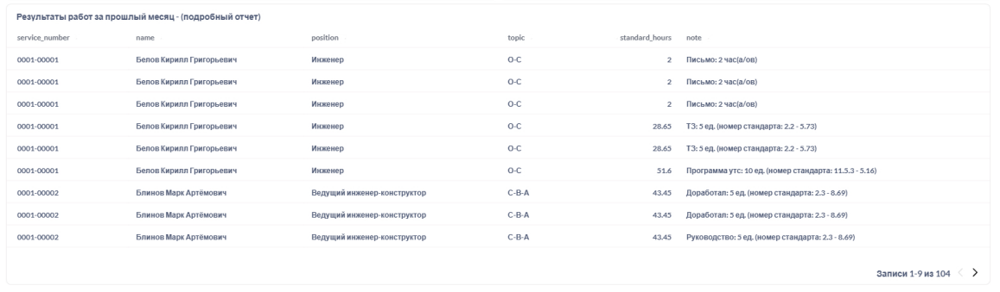 Результаты работ за прошлый месяц - (подробный отчет)
service_number name position topic standard_hours note
0001-00001 Белов Кирилл Григорьевич Инженер О-С 2 Письмо: 2 час(а/ов)
0001-00001 Белов Кирилл Григорьевич Инженер О-С 2 Письмо: 2 час(а/ов)
0001-00001 Белов Кирилл Григорьевич Инженер О-С 2 Письмо: 2 час(а/ов)
0001-00001 Белов Кирилл Григорьевич Инженер О-С 28.65 ТЗ: 5 ед. (номер стандарта: 2.2 - 5.73)
0001-00001 Белов Кирилл Григорьевич Инженер О-С 28.65 ТЗ: 5 ед. (номер стандарта: 2.2 - 5.73)
0001-00001 Белов Кирилл Григорьевич Инженер О-С 51.6 Программа утс: 10 ед. (номер стандарта: 11.5.3 - 5.16)
0001-00002 Блинов Марк Артёмович Ведущий инженер-конструктор С-В-А 43.45 Доработал: 5 ед. (номер стандарта: 2.3 - 8.69)
0001-00002 Блинов Марк Артёмович Ведущий инженер-конструктор С-В-А 43.45 Доработал: 5 ед. (номер стандарта: 2.3 - 8.69)
0001-00002 Блинов Марк Артёмович Ведущий инженер-конструктор С-В-А 43.45 Руководство: 5 ед. (номер стандарта: 2.3 - 8.69)
Записи 1-9 из 104